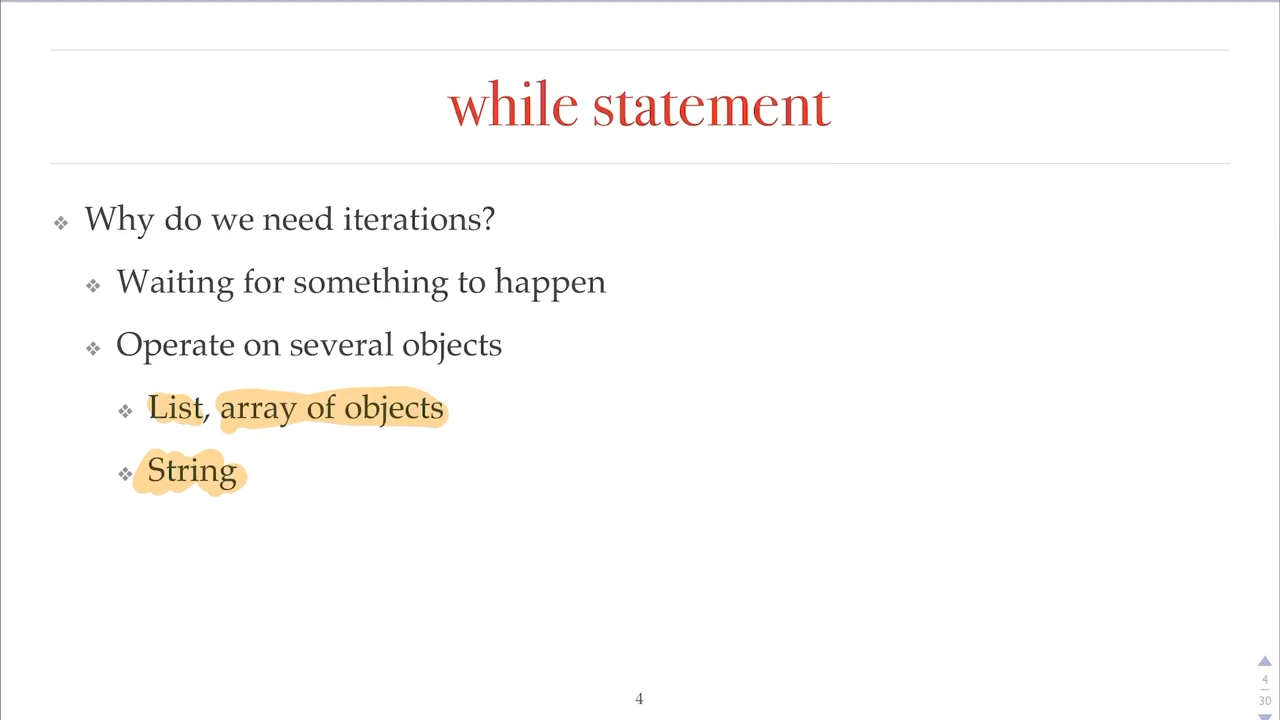 while statement
❖ Why do we need iterations?
❖ Waiting for something to happen
❖ Operate on several objects
❖ List, array of objects
❖ String
4
4
30